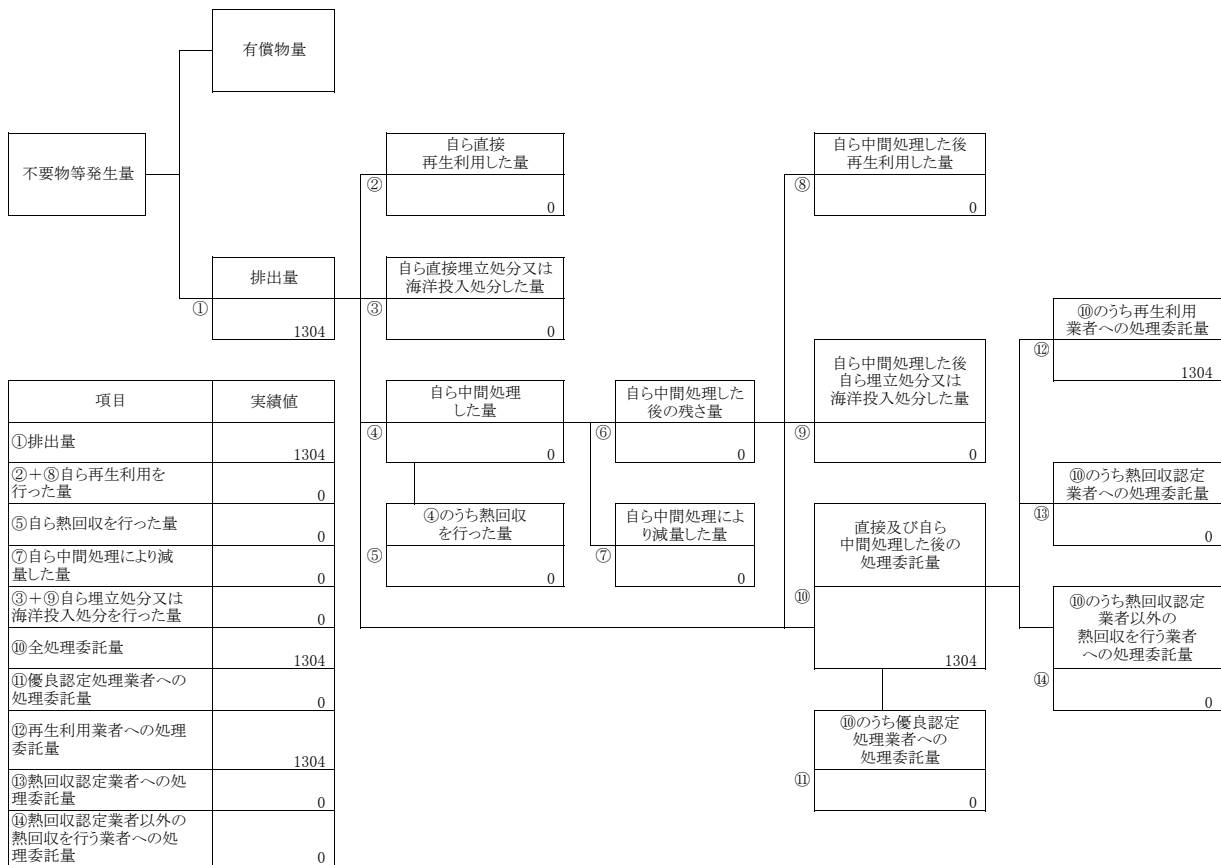 有償物量
不要物等発生量
自ら直接
再生利用した量
②
0
自ら中間処理した後
再生利用した量
⑧
0
排出量
①
1304
自ら直接埋立処分又は
海洋投入処分した量
③
0
⑩のうち再生利用
業者への処理委託量
⑫
1304
自ら中間処理
した量
④
0
自ら中間処理した
後の残さ量
⑥
0
自ら中間処理した後
自ら埋立処分又は
海洋投入処分した量
⑨
0
⑩のうち熱回収認定
業者への処理委託量
⑬
0
④のうち熱回収
を行った量
⑤
0
自ら中間処理によ
り減量した量
⑦
0
直接及び自ら
中間処理した後の
処理委託量
⑩
1304
⑩のうち熱回収認定
業者以外の
熱回収を行う業者
への処理委託量
⑭
0
⑩のうち優良認定
処理業者への
処理委託量
⑪
0
項目 実績値
①排出量
1304
②+⑧自ら再生利用を
行った量 0
⑤自ら熱回収を行った量
0
⑦自ら中間処理により減
量した量 0
③+⑨自ら埋立処分又は
海洋投入処分を行った量 0
⑩全処理委託量
1304
⑪優良認定処理業者への
処理委託量 0
⑫再生利用業者への処理
委託量
1304
⑬熱回収認定業者への処
理委託量 0
⑭熱回収認定業者以外の
熱回収を行う業者への処
理委託量 0